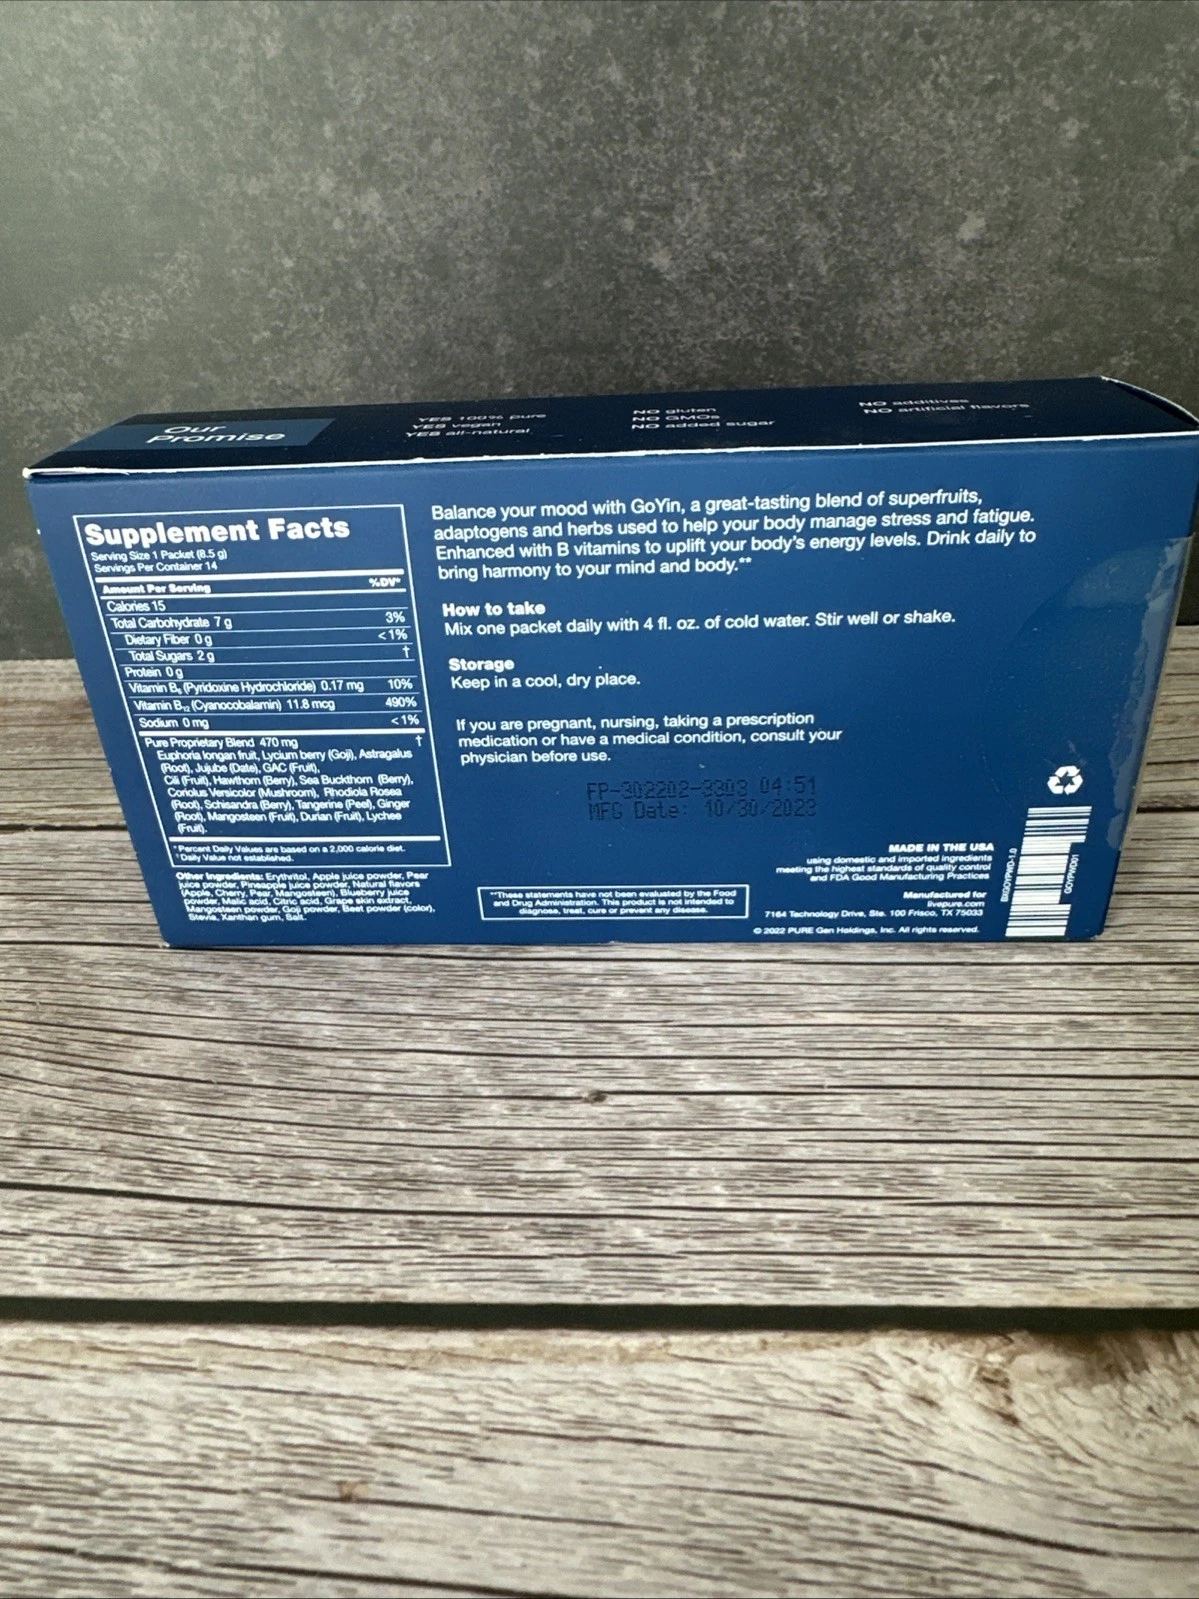 Our
Promise
YES 100% pure
YES vegan
YES all-natural
NO gluten
NO GMOs
NO added sugar
NO additives
NO artificial flavors
Supplement Facts
Serving Size 1 Packet (8.5 g)
Servings Per Container 14
Amount Per Serving %DV*
Calories 15
Total Carbohydrate 7 g 3%
Dietary Fiber 0 g <1%
Total Sugars 2 g †
Protein 0 g
Vitamin B₆ (Pyridoxine Hydrochloride) 0.17 mg 10%
Vitamin B₁₂ (Cyanocobalamin) 11.8 mcg 490%
Sodium 0 mg <1%
Pure Proprietary Blend 470 mg †
Euphoria longan fruit, Lycium berry (Goji), Astragalus
(Root), Jujube (Date), GAC (Fruit),
Cili (Fruit), Hawthorn (Berry), Sea Buckthorn (Berry),
Coriolus Versicolor (Mushroom), Rhodiola Rosea
(Root), Schisandra (Berry), Tangerine (Peel), Ginger
(Root), Mangosteen (Fruit), Durian (Fruit), Lychee
(Fruit).
* Percent Daily Values are based on a 2,000 calorie diet.
† Daily Value not established.
Other Ingredients: Erythritol, Apple juice powder, Pear
juice powder, Pineapple juice powder, Natural flavors
(Apple, Cherry, Pear, Mangosteen), Blueberry juice
powder, Malic acid, Citric acid, Grape skin extract,
Mangosteen powder, Goji powder, Beet powder (color),
Stevia, Xanthan gum, Salt.
Balance your mood with GoYin, a great-tasting blend of superfruits,
adaptogens and herbs used to help your body manage stress and fatigue.
Enhanced with B vitamins to uplift your body's energy levels. Drink daily to
bring harmony to your mind and body.**
How to take
Mix one packet daily with 4 fl. oz. of cold water. Stir well or shake.
Storage
Keep in a cool, dry place.
If you are pregnant, nursing, taking a prescription
medication or have a medical condition, consult your
physician before use.
FP-302202-3303 04:51
MFG Date: 10/30/2023
**These statements have not been evaluated by the Food
and Drug Administration. This product is not intended to
diagnose, treat, cure or prevent any disease.
MADE IN THE USA
using domestic and imported ingredients
meeting the highest standards of quality control
and FDA Good Manufacturing Practices
Manufactured for
livepure.com
7164 Technology Drive, Ste. 100 Frisco, TX 75033
© 2022 PURE Gen Holdings, Inc. All rights reserved.
BXGOYPWD-1.0
GOYPWD01